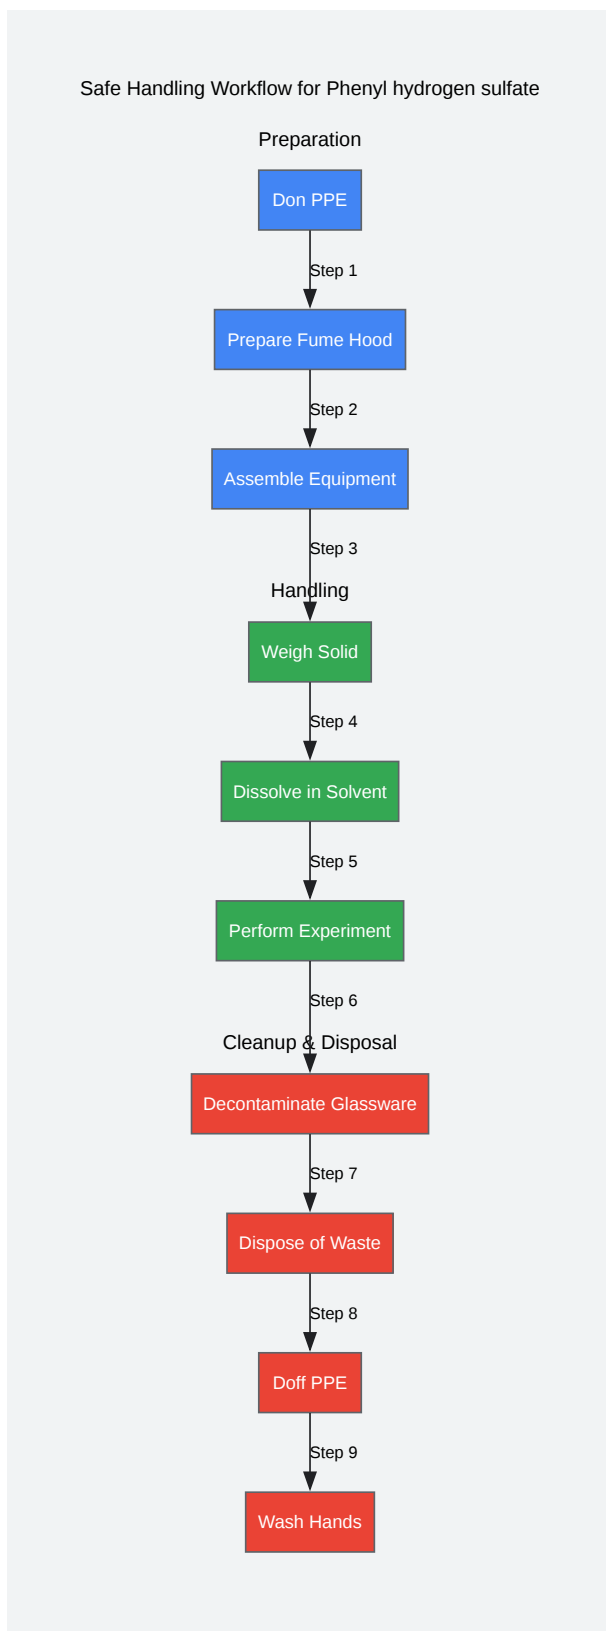 Safe Handling Workflow for Phenyl hydrogen sulfate
Preparation
Don PPE
Step 1
Prepare Fume Hood
Step 2
Assemble Equipment
Step 3
Handling
Weigh Solid
Step 4
Dissolve in Solvent
Step 5
Perform Experiment
Step 6
Cleanup & Disposal
Decontaminate Glassware
Step 7
Dispose of Waste
Step 8
Doff PPE
Step 9
Wash Hands